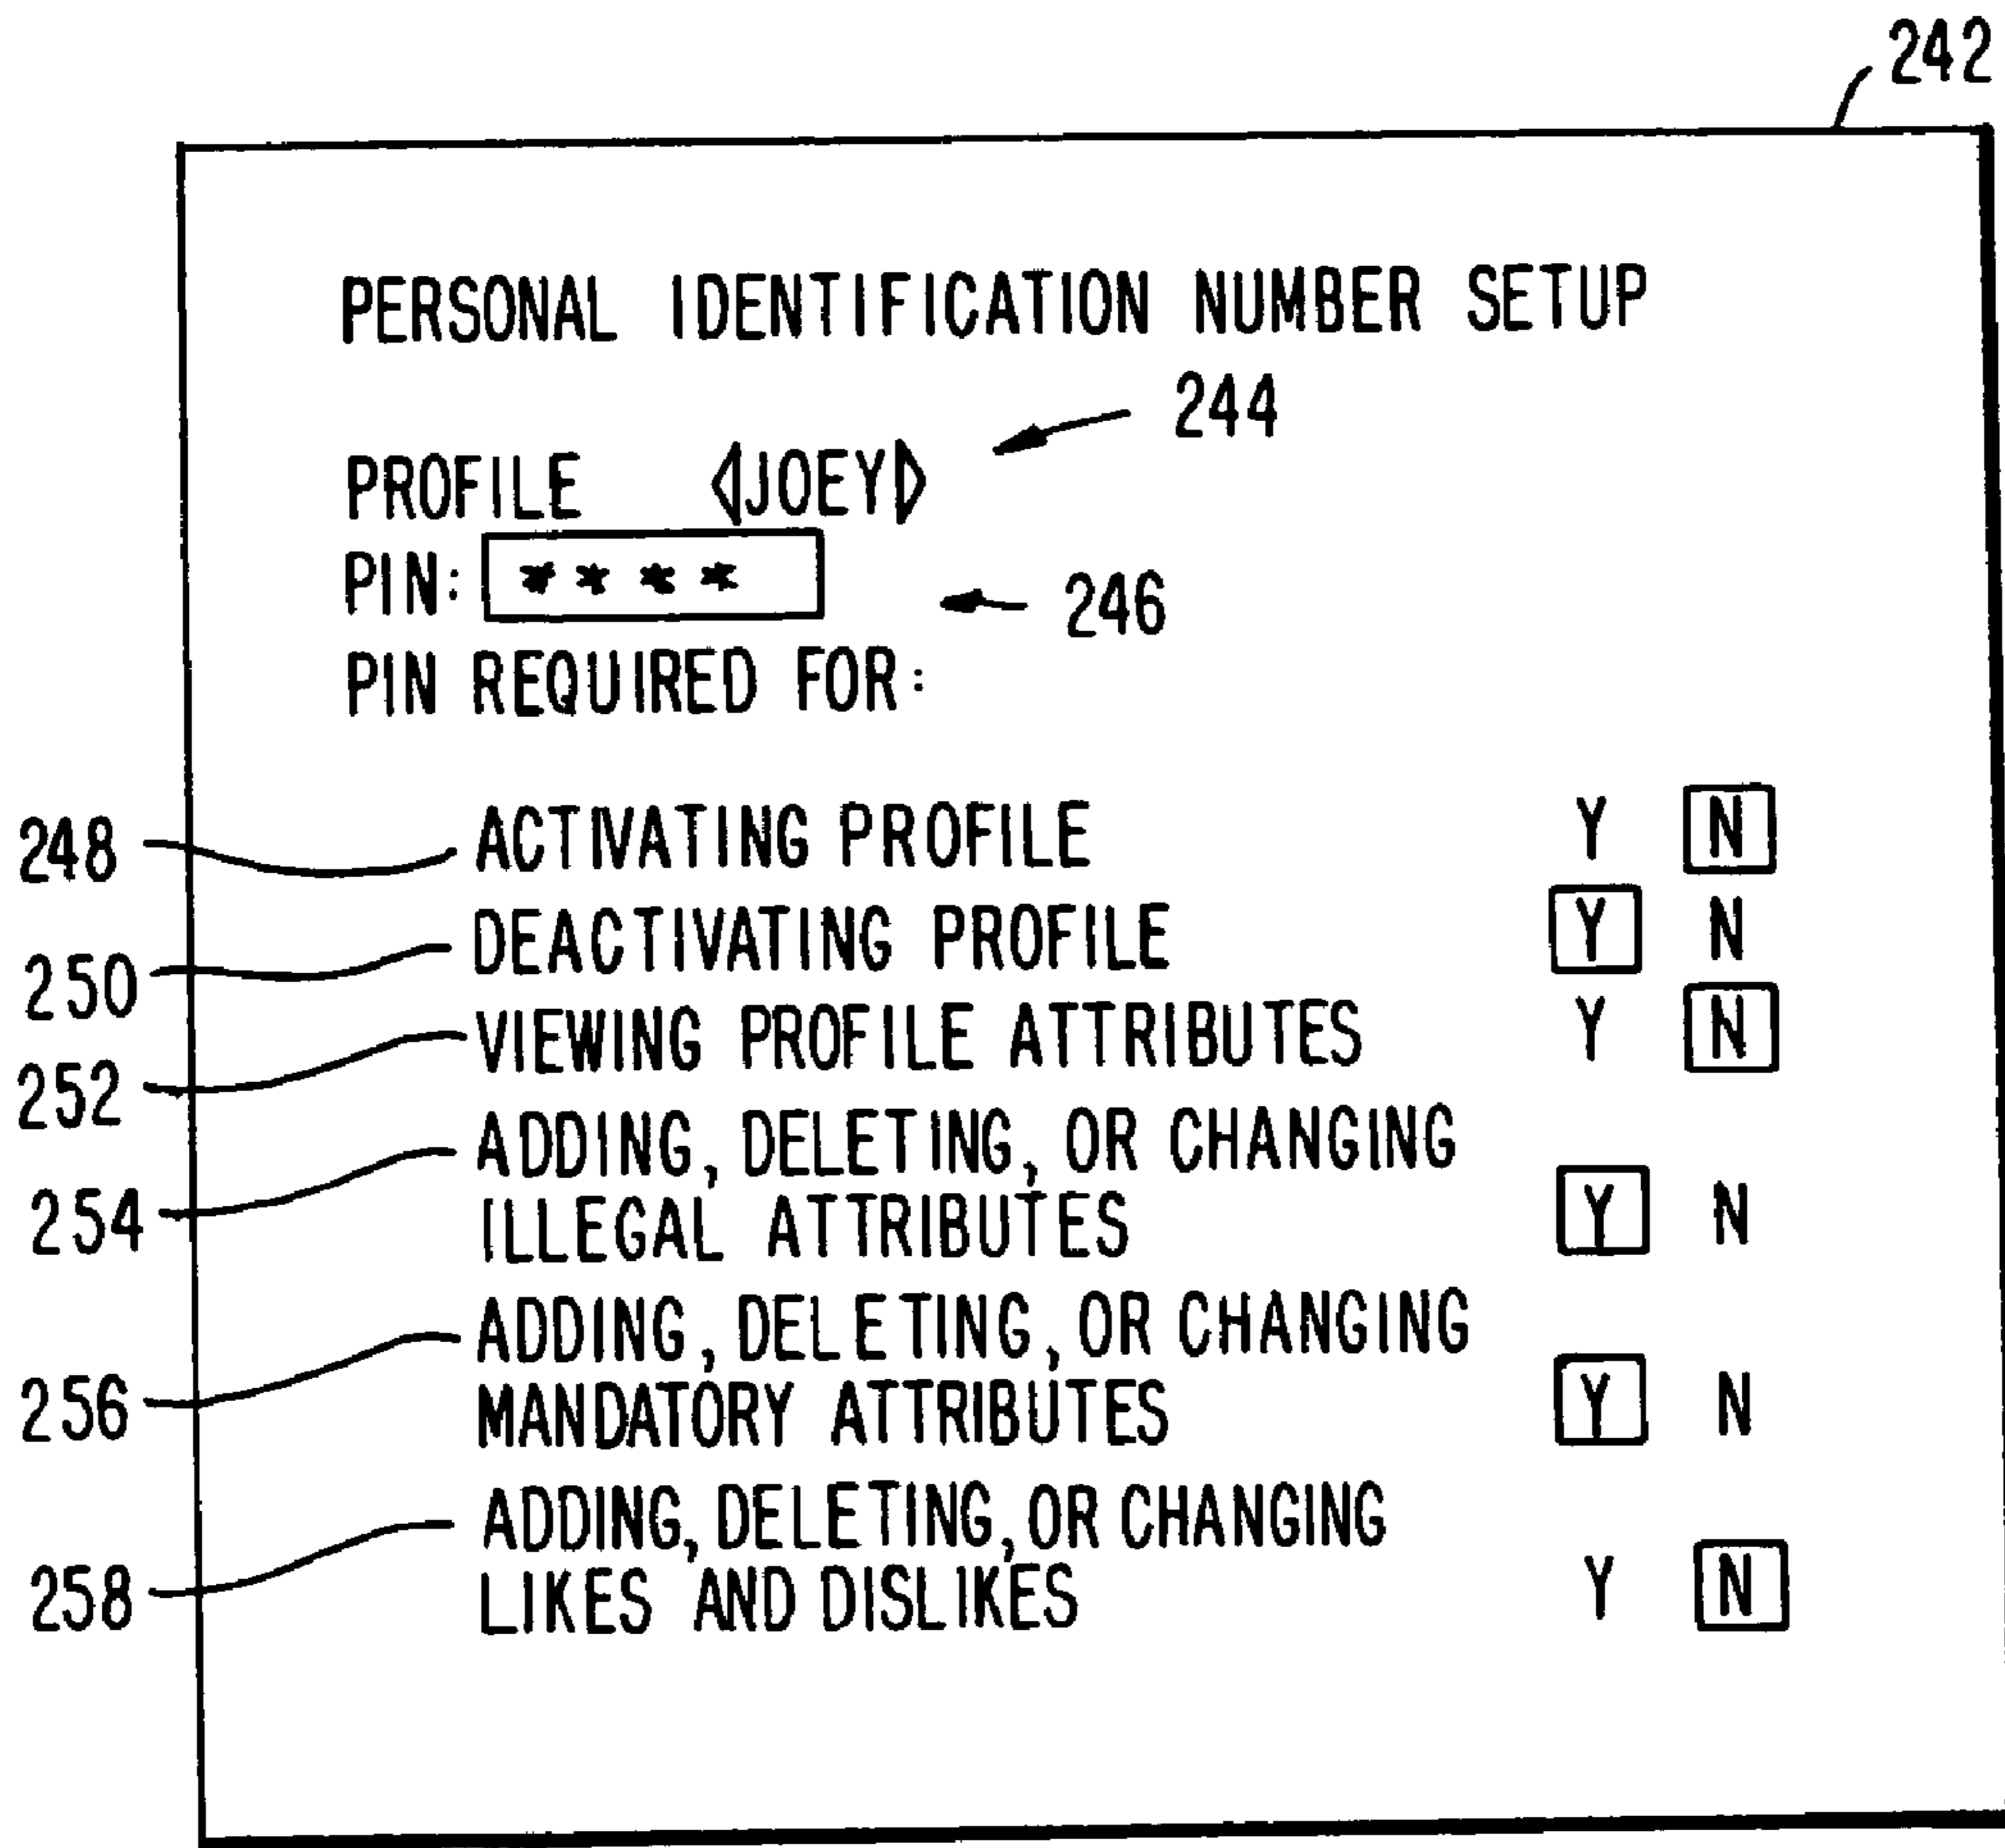 242
PERSONAL IDENTIFICATION NUMBER SETUP
244
PROFILE JOEY
PIN: ****
246
PIN REQUIRED FOR:
248 ACTIVATING PROFILE Y N
250 DEACTIVATING PROFILE Y N
252 VIEWING PROFILE ATTRIBUTES Y N
254 ADDING, DELETING, OR CHANGING
ILLEGAL ATTRIBUTES Y N
256 ADDING, DELETING, OR CHANGING
MANDATORY ATTRIBUTES Y N
258 ADDING, DELETING, OR CHANGING
LIKES AND DISLIKES Y N